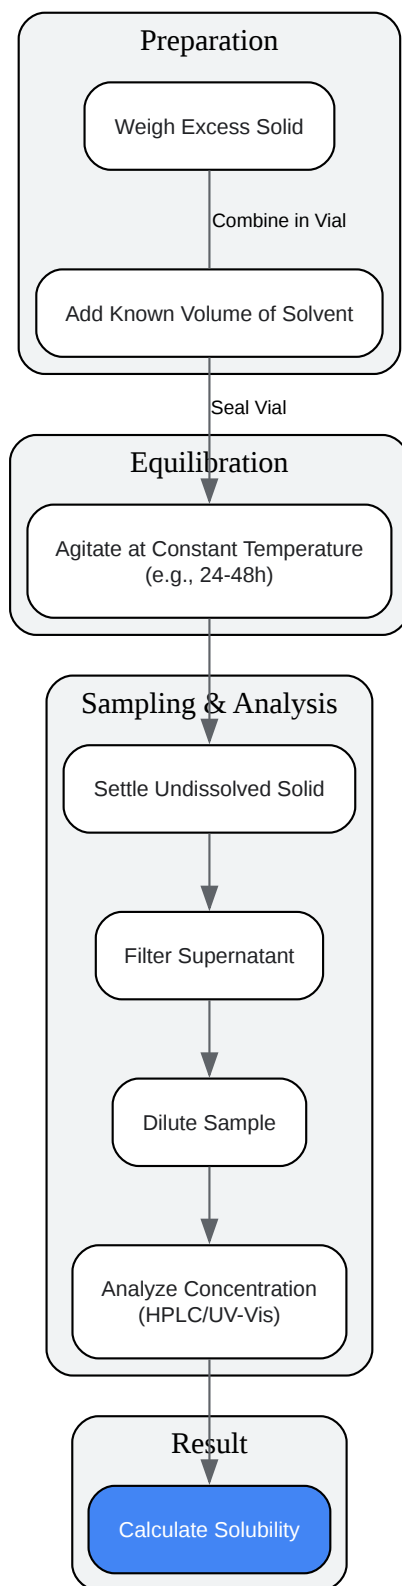 Preparation
Weigh Excess Solid
Combine in Vial
Add Known Volume of Solvent
Seal Vial
Equilibration
Agitate at Constant Temperature
(e.g., 24-48h)
Sampling & Analysis
Settle Undissolved Solid
Filter Supernatant
Dilute Sample
Analyze Concentration
(HPLC/UV-Vis)
Result
Calculate Solubility